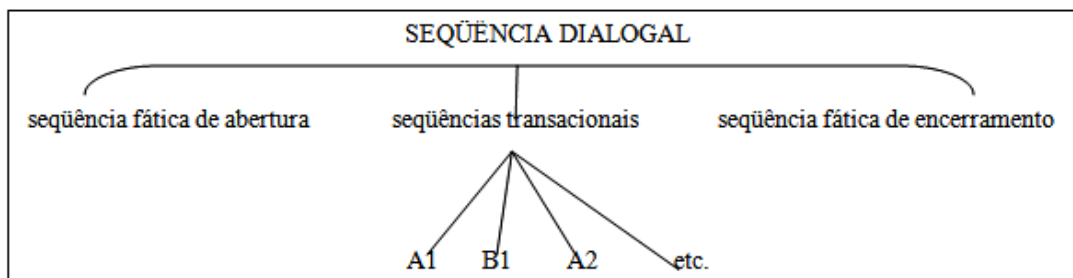 SEQÜÊNCIA DIALOGAL
seqüência fática de abertura seqüências transacionais seqüência fática de encerramento
A1 B1 A2 etc.